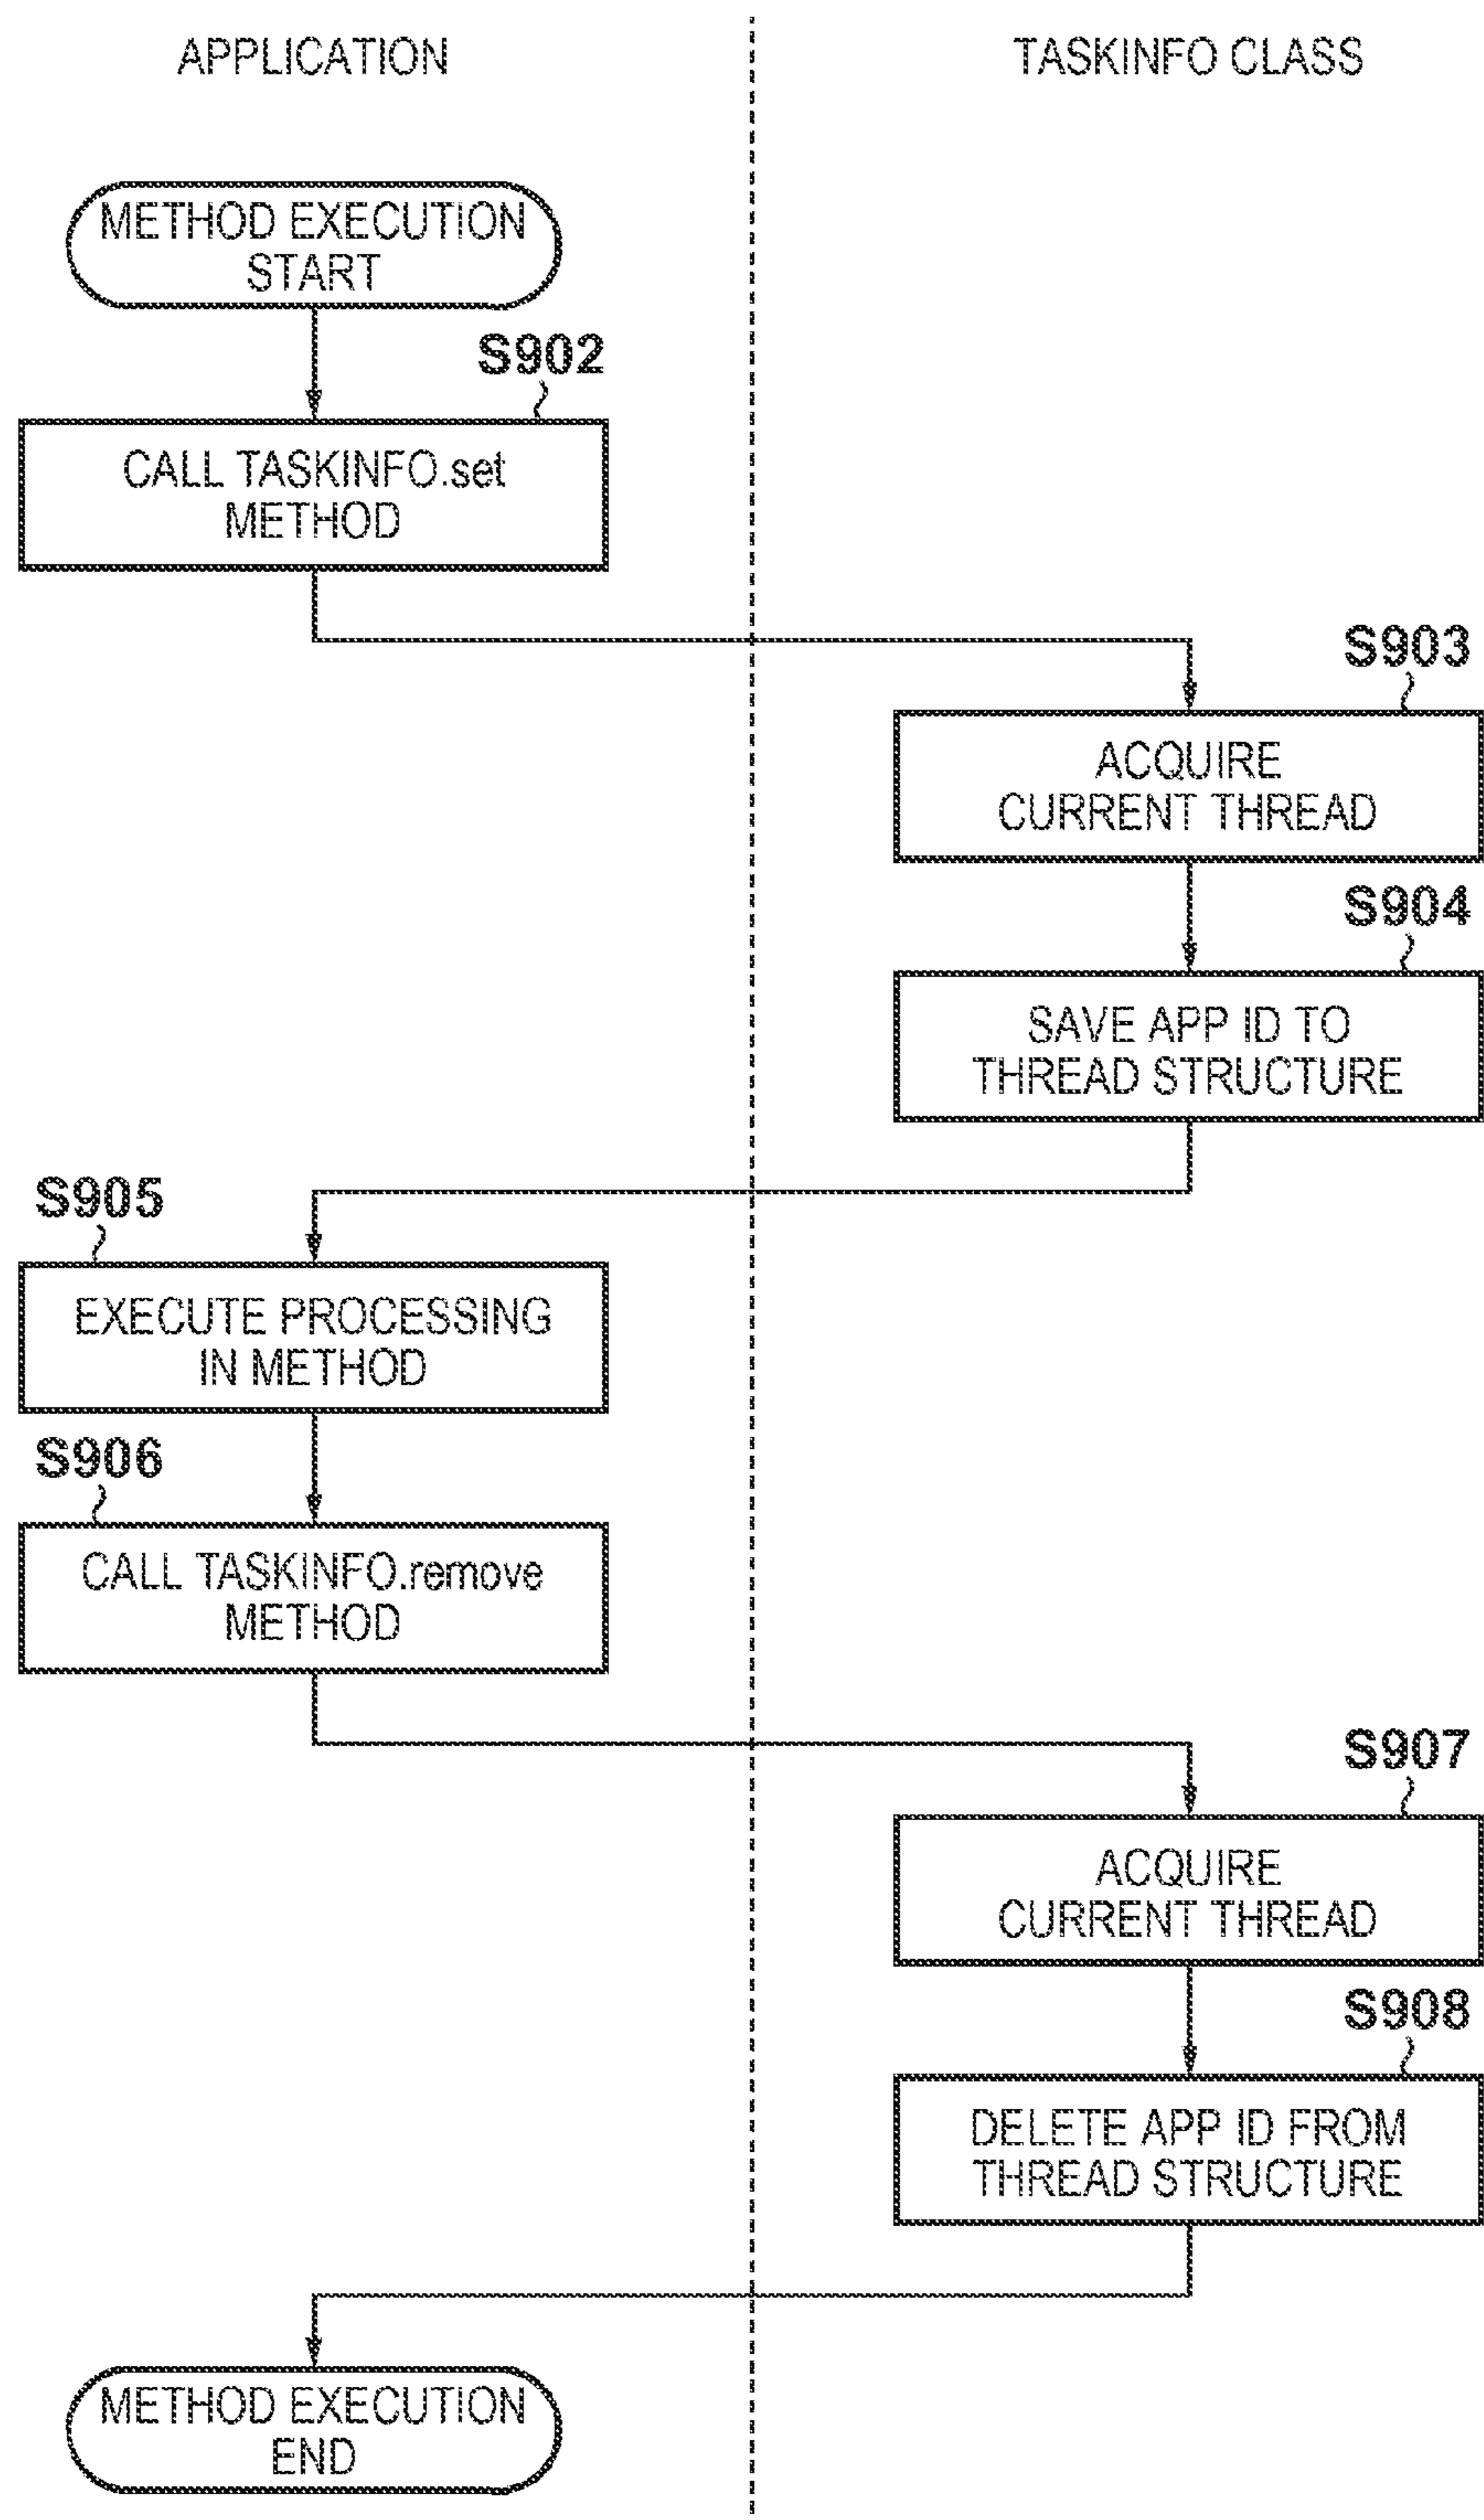 APPLICATION
TASKINFO CLASS
METHOD EXECUTION
START
S902
CALL TASKINFO.set
METHOD
S903
ACQUIRE
CURRENT THREAD
S904
SAVE APP ID TO
THREAD STRUCTURE
S905
EXECUTE PROCESSING
IN METHOD
S906
CALL TASKINFO.remove
METHOD
S907
ACQUIRE
CURRENT THREAD
S908
DELETE APP ID FROM
THREAD STRUCTURE
METHOD EXECUTION
END